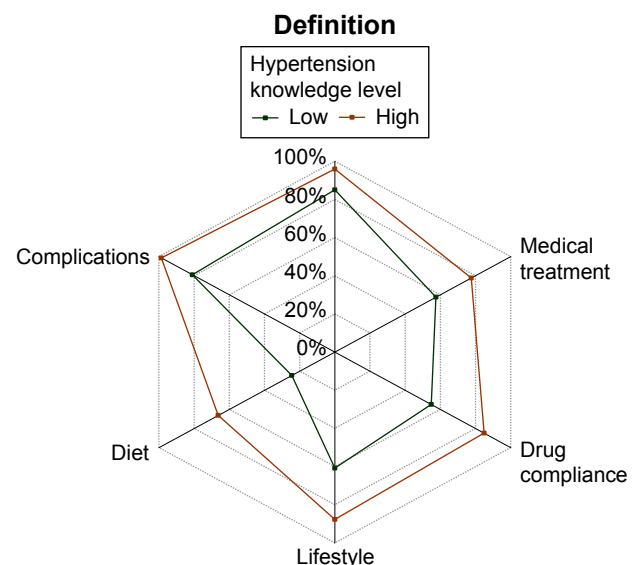 Definition
Hypertension
knowledge level
Low High
100%
80%
60%
40%
20%
0%
Complications
Medical
treatment
Diet
Drug
compliance
Lifestyle